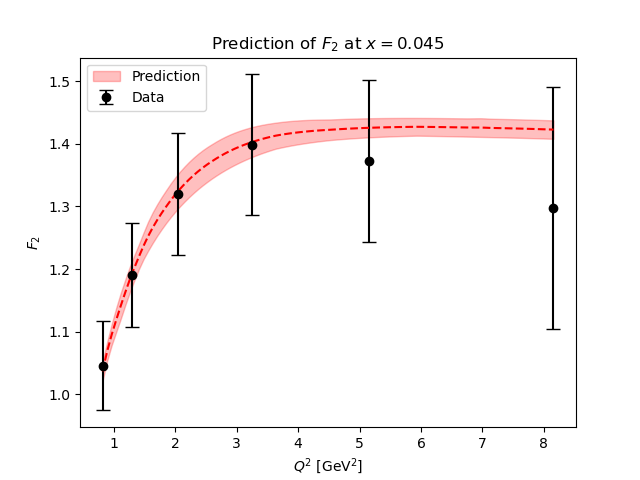 Prediction of F₂ at x = 0.045
Prediction
Data
1.5
1.4
1.3
1.2
1.1
1.0
F₂
1 2 3 4 5 6 7 8
Q² [GeV²]